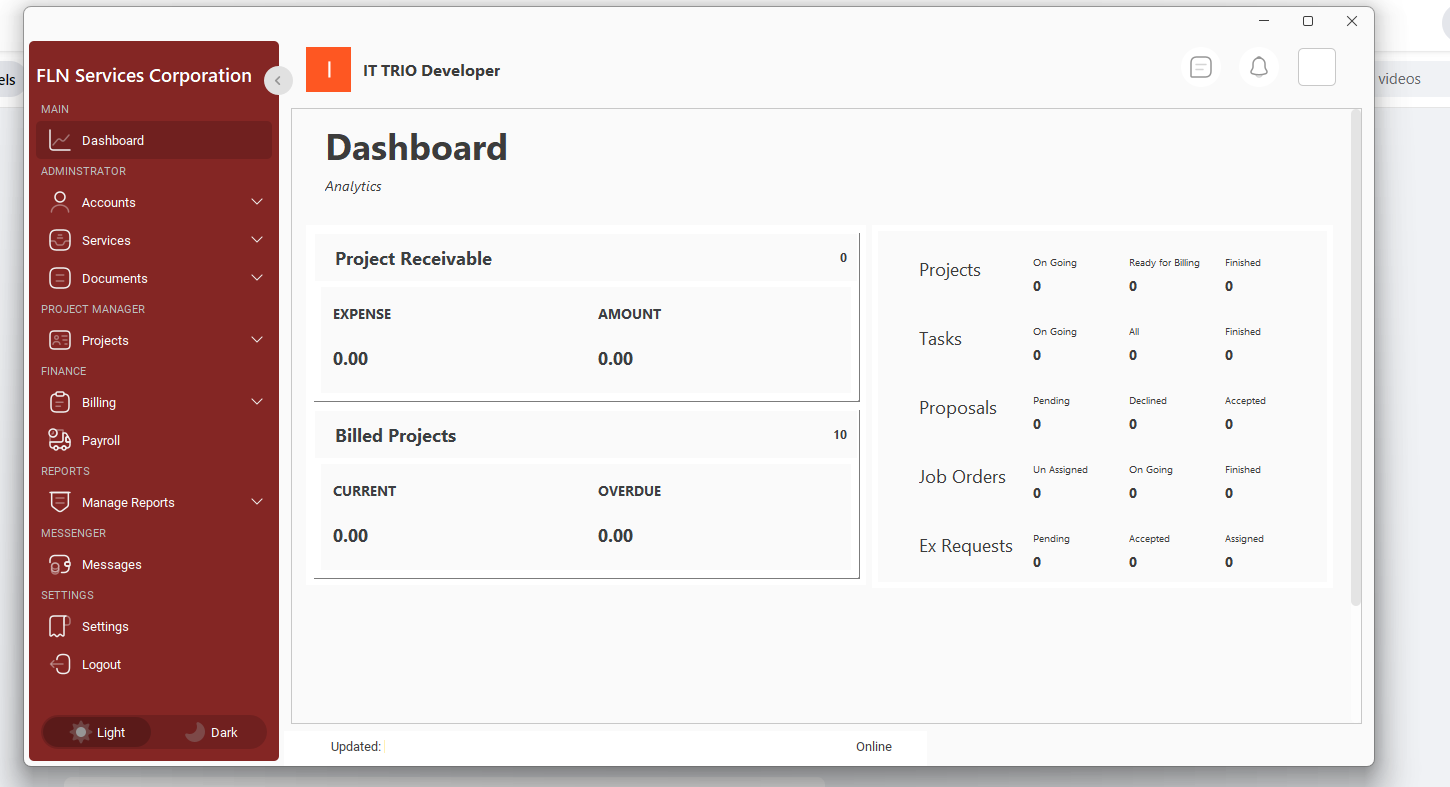 els
videos
FLN Services Corporation
MAIN
Dashboard
ADMINSTRATOR
Accounts
Services
Documents
PROJECT MANAGER
Projects
FINANCE
Billing
Payroll
REPORTS
Manage Reports
MESSENGER
Messages
SETTINGS
Settings
Logout
Light Dark
I IT TRIO Developer
Dashboard
Analytics
Project Receivable 0
EXPENSE AMOUNT
0.00 0.00
Billed Projects 10
CURRENT OVERDUE
0.00 0.00
Projects On Going Ready for Billing Finished
0 0 0
Tasks On Going All Finished
0 0 0
Proposals Pending Declined Accepted
0 0 0
Job Orders Un Assigned On Going Finished
0 0 0
Ex Requests Pending Accepted Assigned
0 0 0
Updated: Online